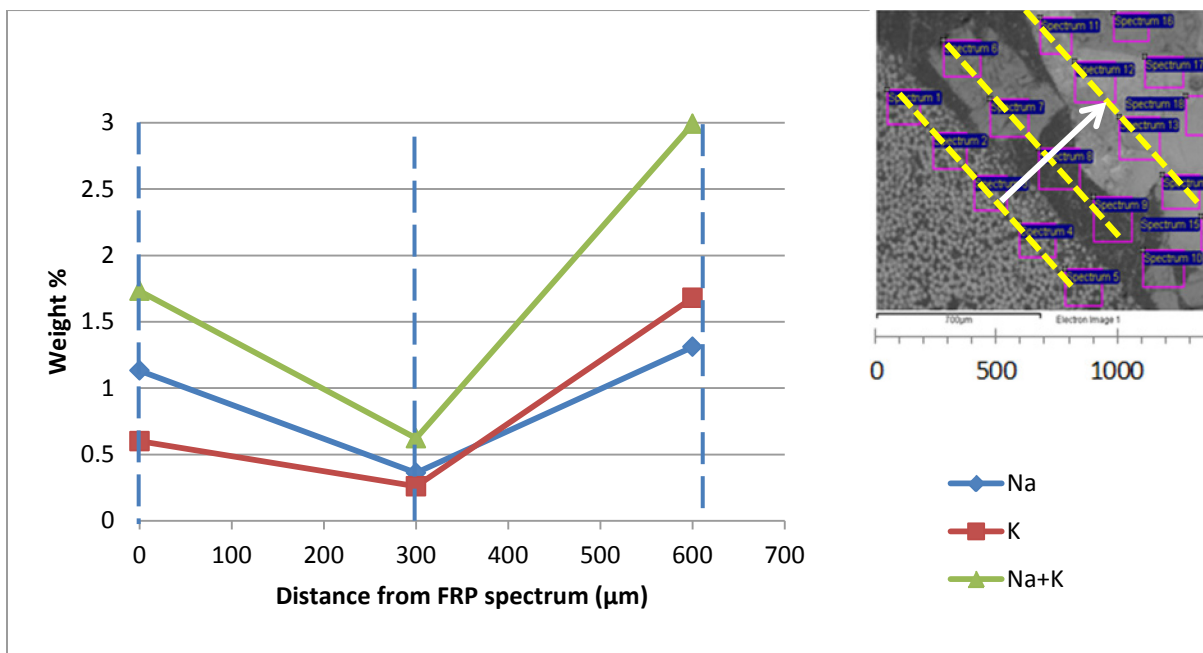 3
2.5
2
1.5
1
0.5
0
Weight %
0 100 200 300 400 500 600 700
Distance from FRP spectrum (µm)
Spectrum 1
Spectrum 2
Spectrum 4
Spectrum 5
Spectrum 6
Spectrum 7
Spectrum 8
Spectrum 9
Spectrum 10
Spectrum 11
Spectrum 12
Spectrum 13
Spectrum 15
Spectrum 16
Spectrum 17
Spectrum 18
700µm
Electron Image 1
0 500 1000
Na
K
Na+K